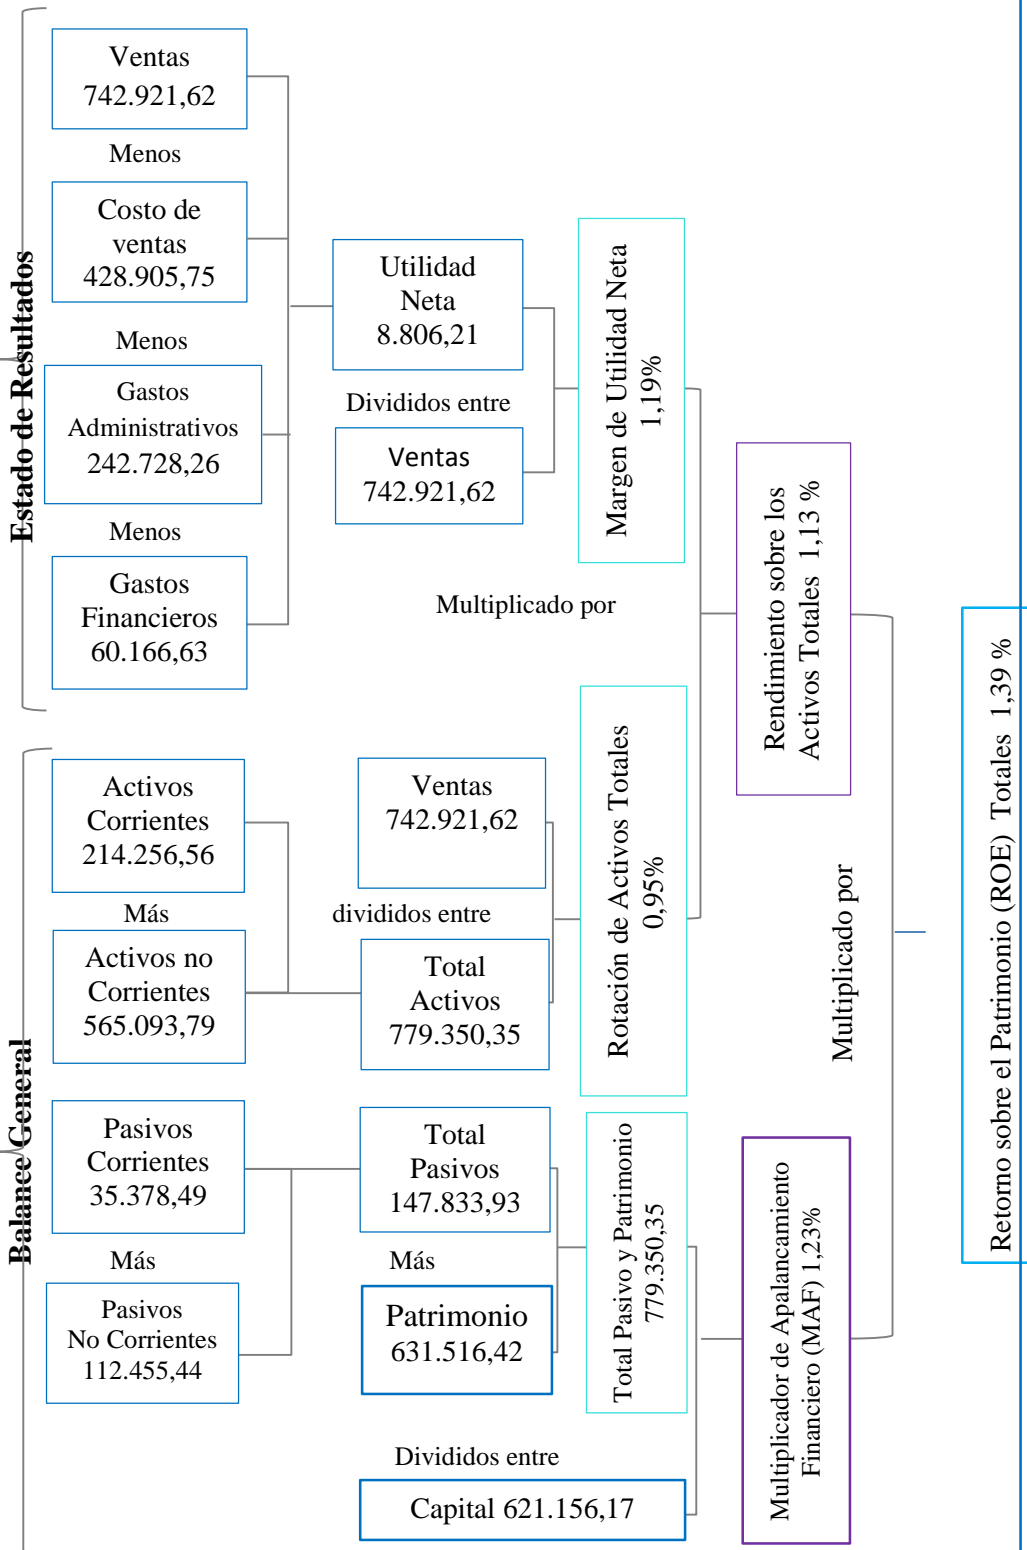 Estado de Resultados
Ventas
742.921,62
Menos
Costo de
ventas
428.905,75
Menos
Gastos
Administrativos
242.728,26
Menos
Gastos
Financieros
60.166,63
Utilidad
Neta
8.806,21
Divididos entre
Ventas
742.921,62
Margen de Utilidad Neta
1,19%
Multiplicado por
Balance General
Activos
Corrientes
214.256,56
Más
Activos no
Corrientes
565.093,79
Ventas
742.921,62
divididos entre
Total
Activos
779.350,35
Rotación de Activos Totales
0,95%
Rendimiento sobre los
Activos Totales 1,13 %
Multiplicado por
Pasivos
Corrientes
35.378,49
Más
Pasivos
No Corrientes
112.455,44
Total
Pasivos
147.833,93
Más
Patrimonio
631.516,42
Total Pasivo y Patrimonio
779.350,35
Divididos entre
Capital 621.156,17
Multiplicador de Apalancamiento
Financiero (MAF) 1,23%
Retorno sobre el Patrimonio (ROE) Totales 1,39 %